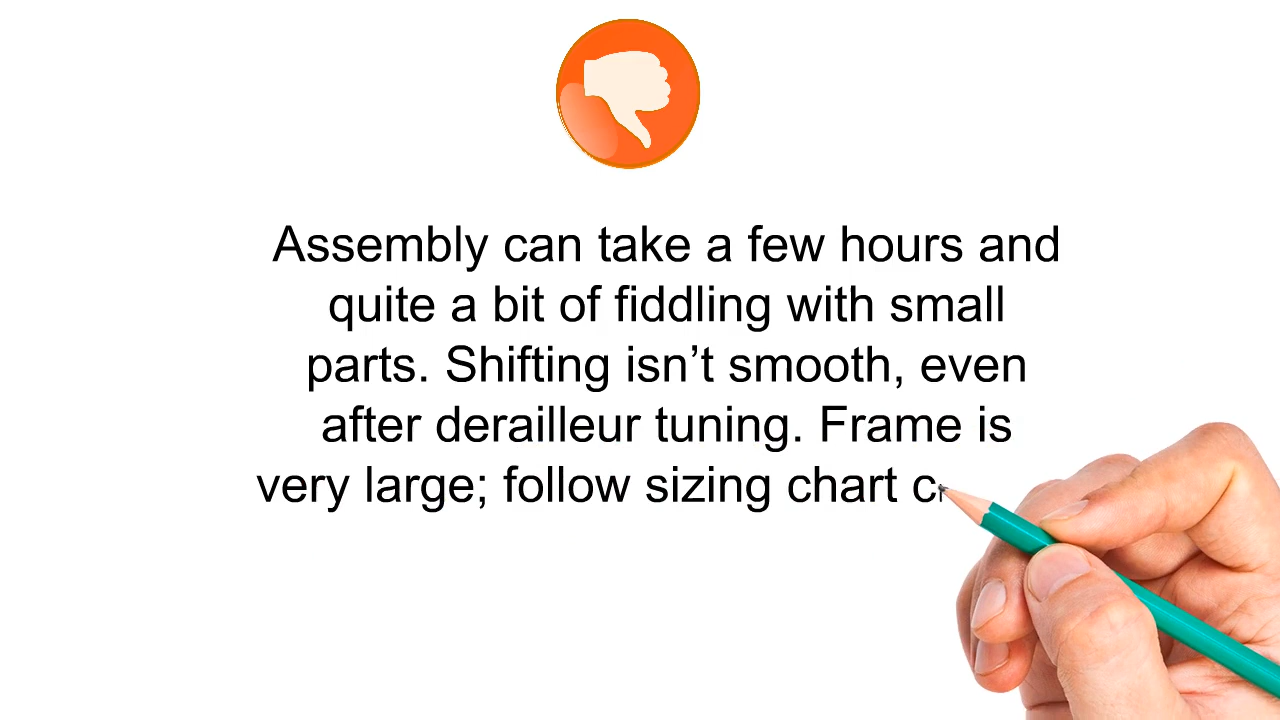 Assembly can take a few hours and
quite a bit of fiddling with small
parts. Shifting isn’t smooth, even
after derailleur tuning. Frame is
very large; follow sizing chart